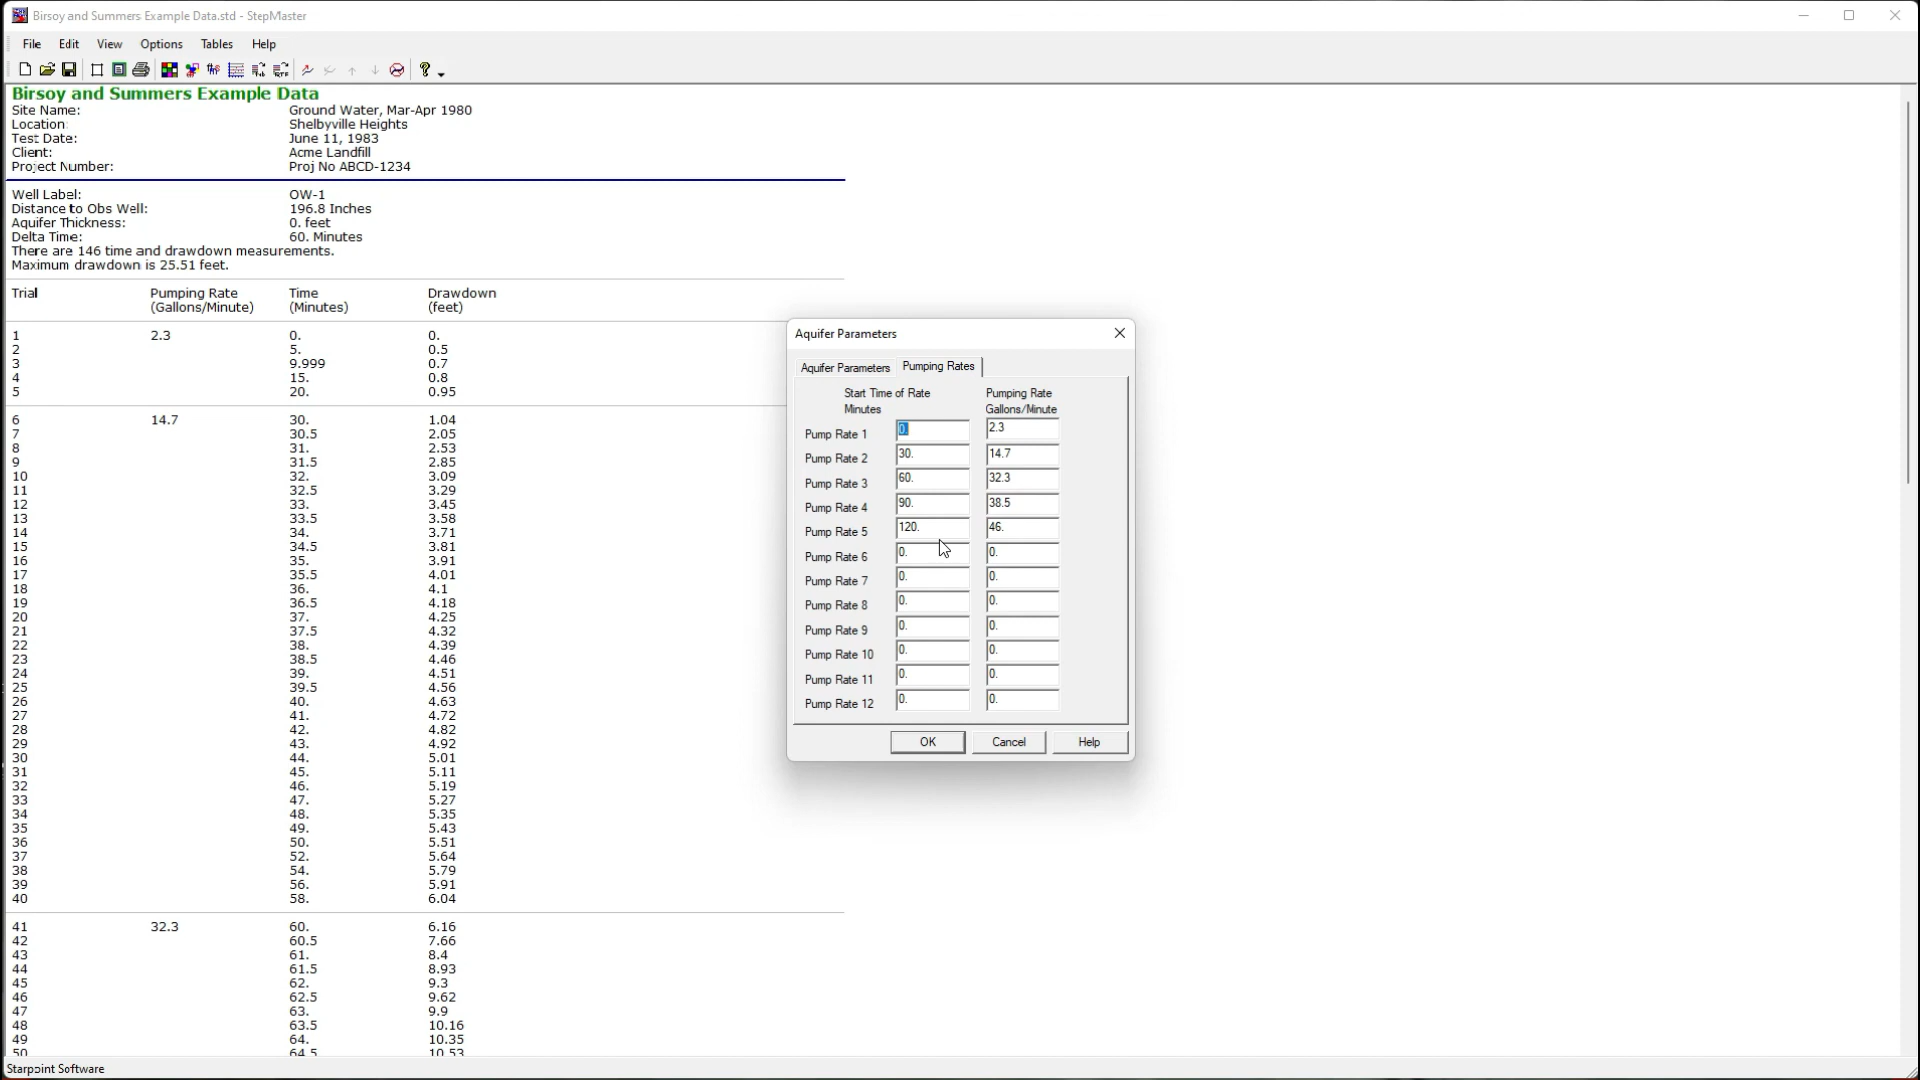 Birsoy and Summers Example Data.std - StepMaster
File Edit View Options Tables Help
Birsoy and Summers Example Data
Site Name: Ground Water, Mar-Apr 1980
Location: Shelbyville Heights
Test Date: June 11, 1983
Client: Acme Landfill
Project Number: Proj No ABCD-1234
Well Label: OW-1
Distance to Obs Well: 196.8 Inches
Aquifer Thickness: 0. feet
Delta Time: 60. Minutes
There are 146 time and drawdown measurements.
Maximum drawdown is 25.51 feet.
Trial Pumping Rate Time Drawdown
(Gallons/Minute) (Minutes) (feet)
1 2.3 0. 0.
2 5. 0.5
3 9.999 0.7
4 15. 0.8
5 20. 0.95
6 14.7 30. 1.04
7 30.5 2.05
8 31. 2.53
9 31.5 2.85
10 32. 3.09
11 32.5 3.29
12 33. 3.45
13 33.5 3.58
14 34. 3.71
15 34.5 3.81
16 35. 3.91
17 35.5 4.01
18 36. 4.1
19 36.5 4.18
20 37. 4.25
21 37.5 4.32
22 38. 4.39
23 38.5 4.46
24 39. 4.51
25 39.5 4.56
26 40. 4.63
27 41. 4.72
28 42. 4.82
29 43. 4.92
30 44. 5.01
31 45. 5.11
32 46. 5.19
33 47. 5.27
34 48. 5.35
35 49. 5.43
36 50. 5.51
37 52. 5.64
38 54. 5.79
39 56. 5.91
40 58. 6.04
41 32.3 60. 6.16
42 60.5 7.66
43 61. 8.4
44 61.5 8.93
45 62. 9.3
46 62.5 9.62
47 63. 9.9
48 63.5 10.16
49 64. 10.35
50 64.5 10.53
Aquifer Parameters
Aquifer Parameters Pumping Rates
Start Time of Rate Pumping Rate
Minutes Gallons/Minute
Pump Rate 1 0. 2.3
Pump Rate 2 30. 14.7
Pump Rate 3 60. 32.3
Pump Rate 4 90. 38.5
Pump Rate 5 120. 46.
Pump Rate 6 0. 0.
Pump Rate 7 0. 0.
Pump Rate 8 0. 0.
Pump Rate 9 0. 0.
Pump Rate 10 0. 0.
Pump Rate 11 0. 0.
Pump Rate 12 0. 0.
OK Cancel Help
Starpoint Software